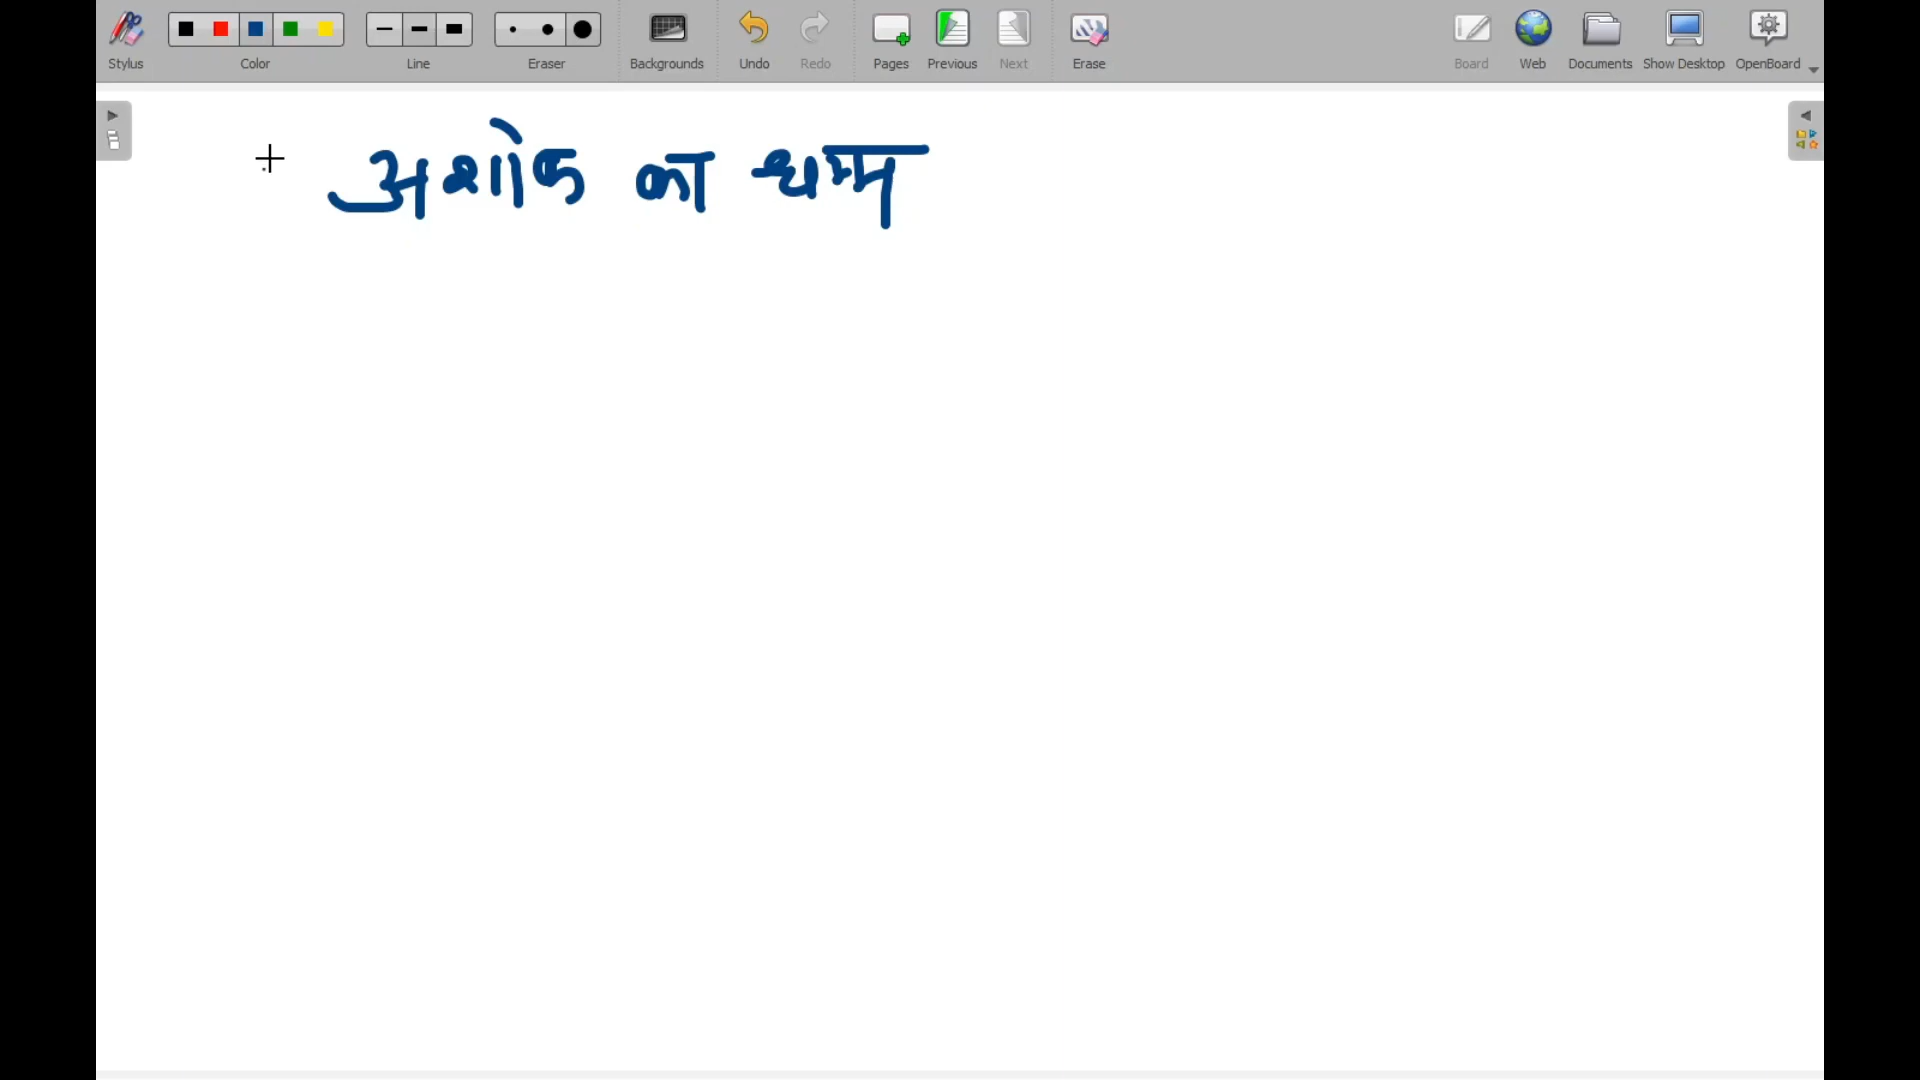 Stylus Color Line Eraser Backgrounds Undo Redo Pages Previous Next Erase Board Web Documents Show Desktop OpenBoard
अशोक का धम्म